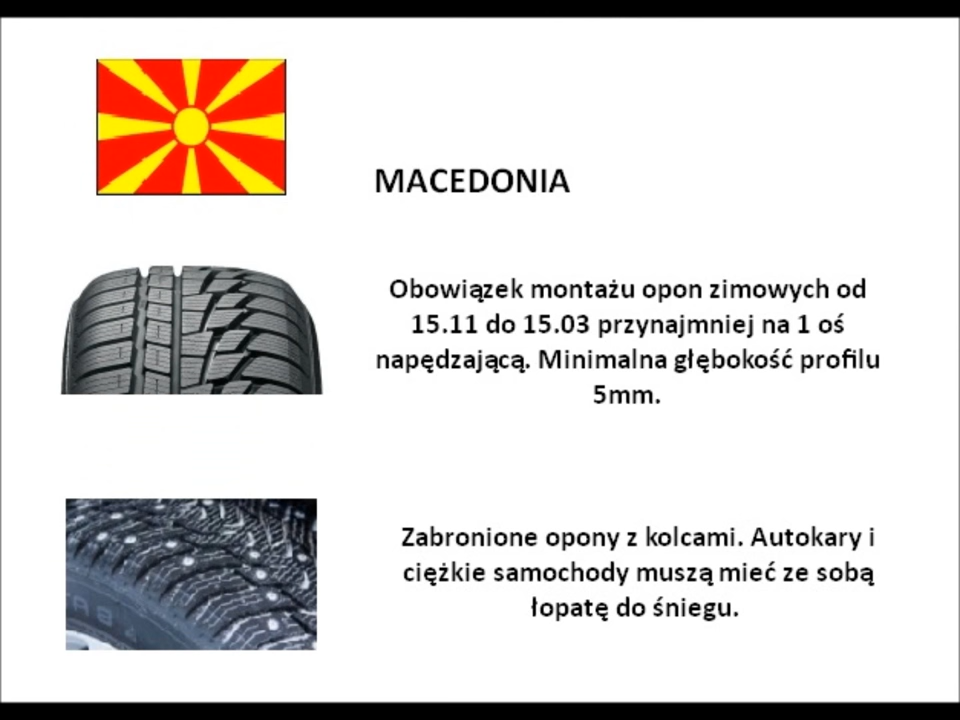 MACEDONIA
Obowiązek montażu opon zimowych od
15.11 do 15.03 przynajmniej na 1 oś
napędzającą. Minimalna głębokość profilu
5mm.
Zabronione opony z kolcami. Autokary i
ciężkie samochody muszą mieć ze sobą
łopatę do śniegu.